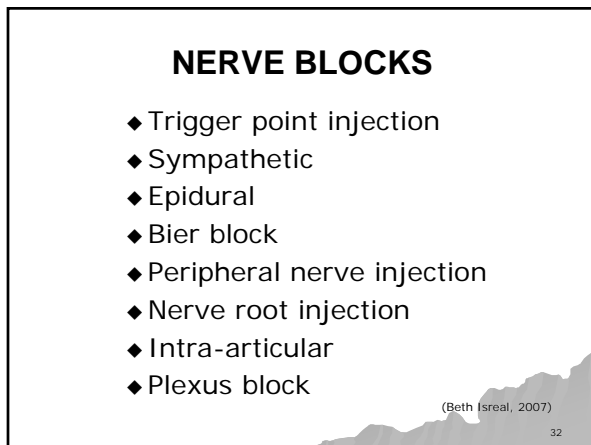 NERVE BLOCKS
◆ Trigger point injection
◆ Sympathetic
◆ Epidural
◆ Bier block
◆ Peripheral nerve injection
◆ Nerve root injection
◆ Intra-articular
◆ Plexus block
(Beth Isreal, 2007)
32